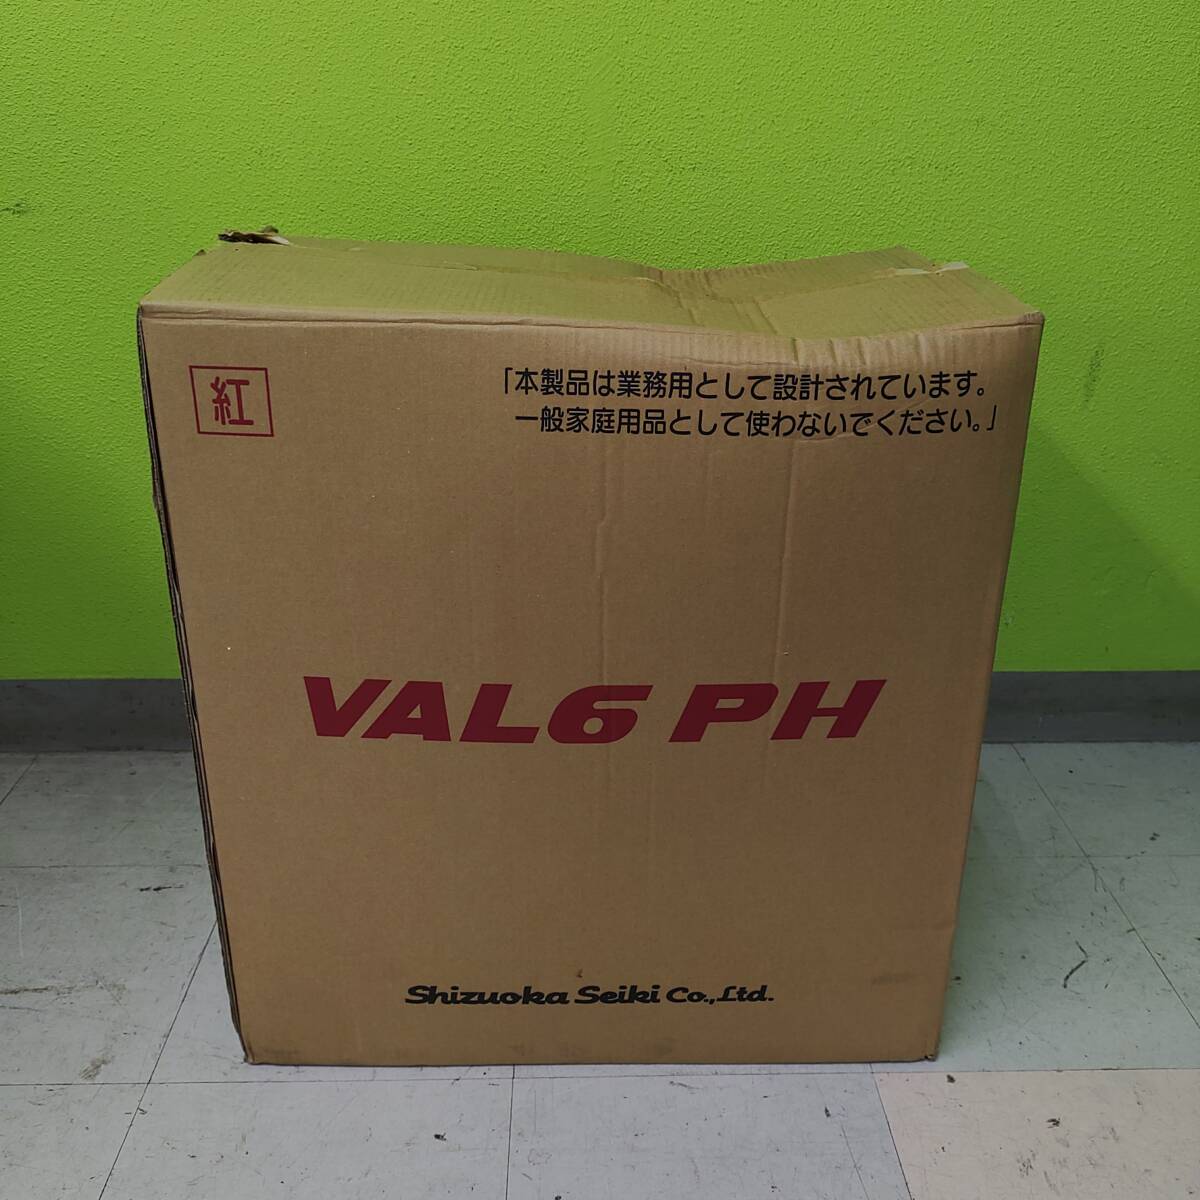 紅
「本製品は業務用として設計されています。
一般家庭用品として使わないでください。」
VAL6 PH
Shizuoka Seiki Co.,Ltd.